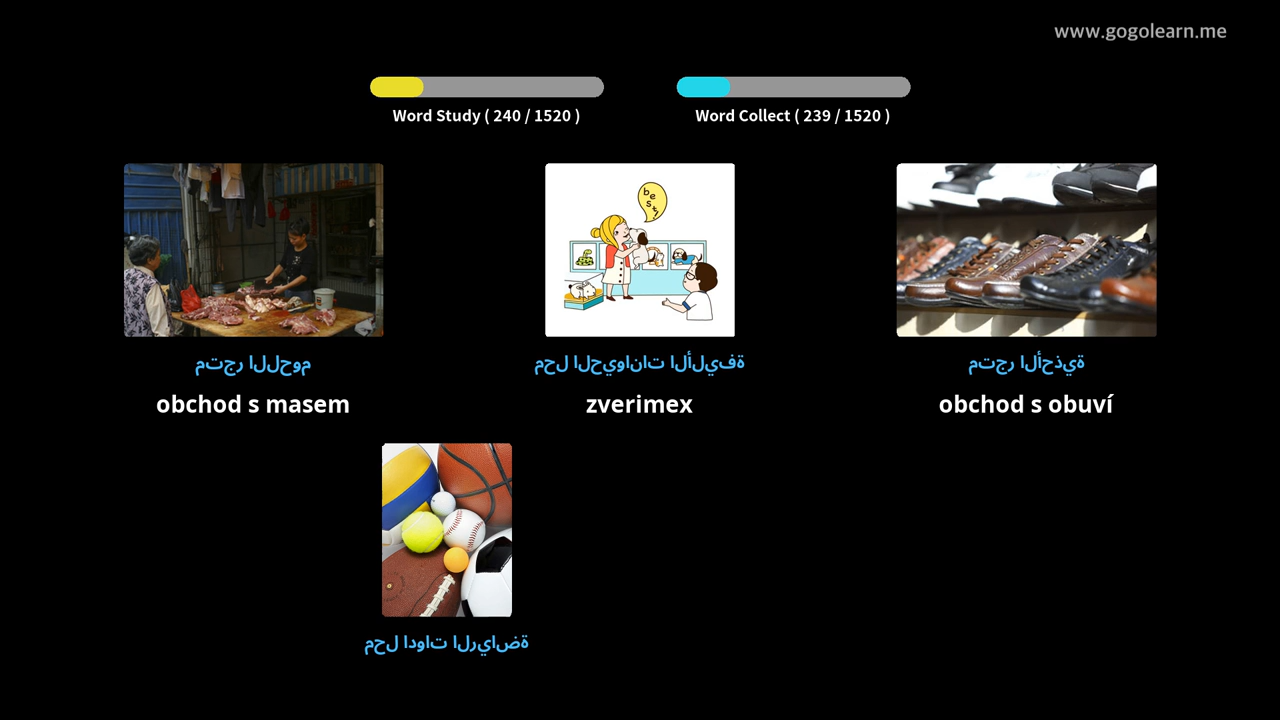 www.gogolearn.me
Word Study ( 240 / 1520 )
Word Collect ( 239 / 1520 )
متجر اللحوم
محل الحيوانات الأليفة
متجر الأحذية
obchod s masem
zverimex
obchod s obuví
محل ادوات الرياضة